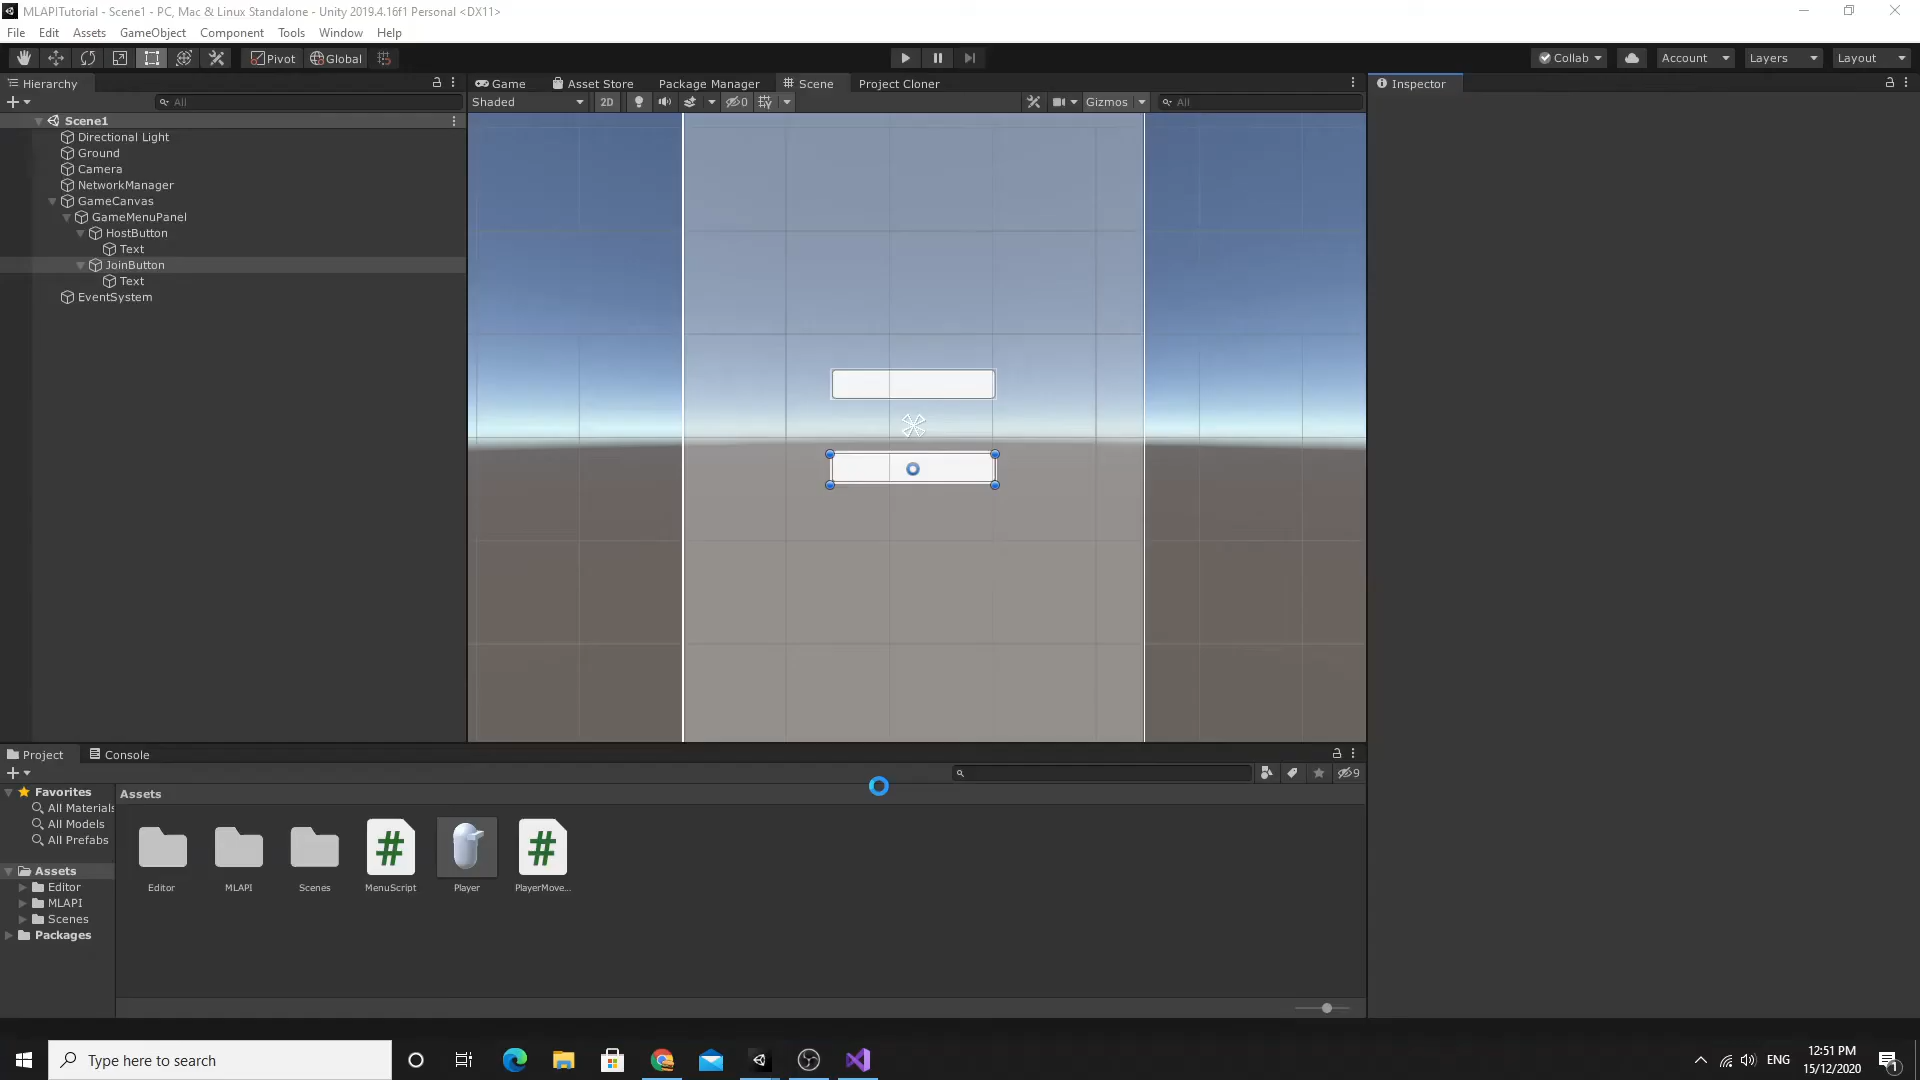 MLAPITutorial - Scene1 - PC, Mac & Linux Standalone - Unity 2019.4.16f1 Personal <DX11>
File Edit Assets GameObject Component Tools Window Help
Pivot Global Collab Account Layers Layout
Hierarchy
All
Scene1
Directional Light
Ground
Camera
NetworkManager
GameCanvas
GameMenuPanel
HostButton
Text
JoinButton
Text
EventSystem
Game Asset Store Package Manager Scene Project Cloner
Shaded 2D 0 Gizmos All
Inspector
Project Console
9
Favorites
All Materials
All Models
All Prefabs
Assets
Editor
MLAPI
Scenes
Packages
Assets
Editor MLAPI Scenes MenuScript Player PlayerMove...
Type here to search
ENG
12:51 PM
15/12/2020
1